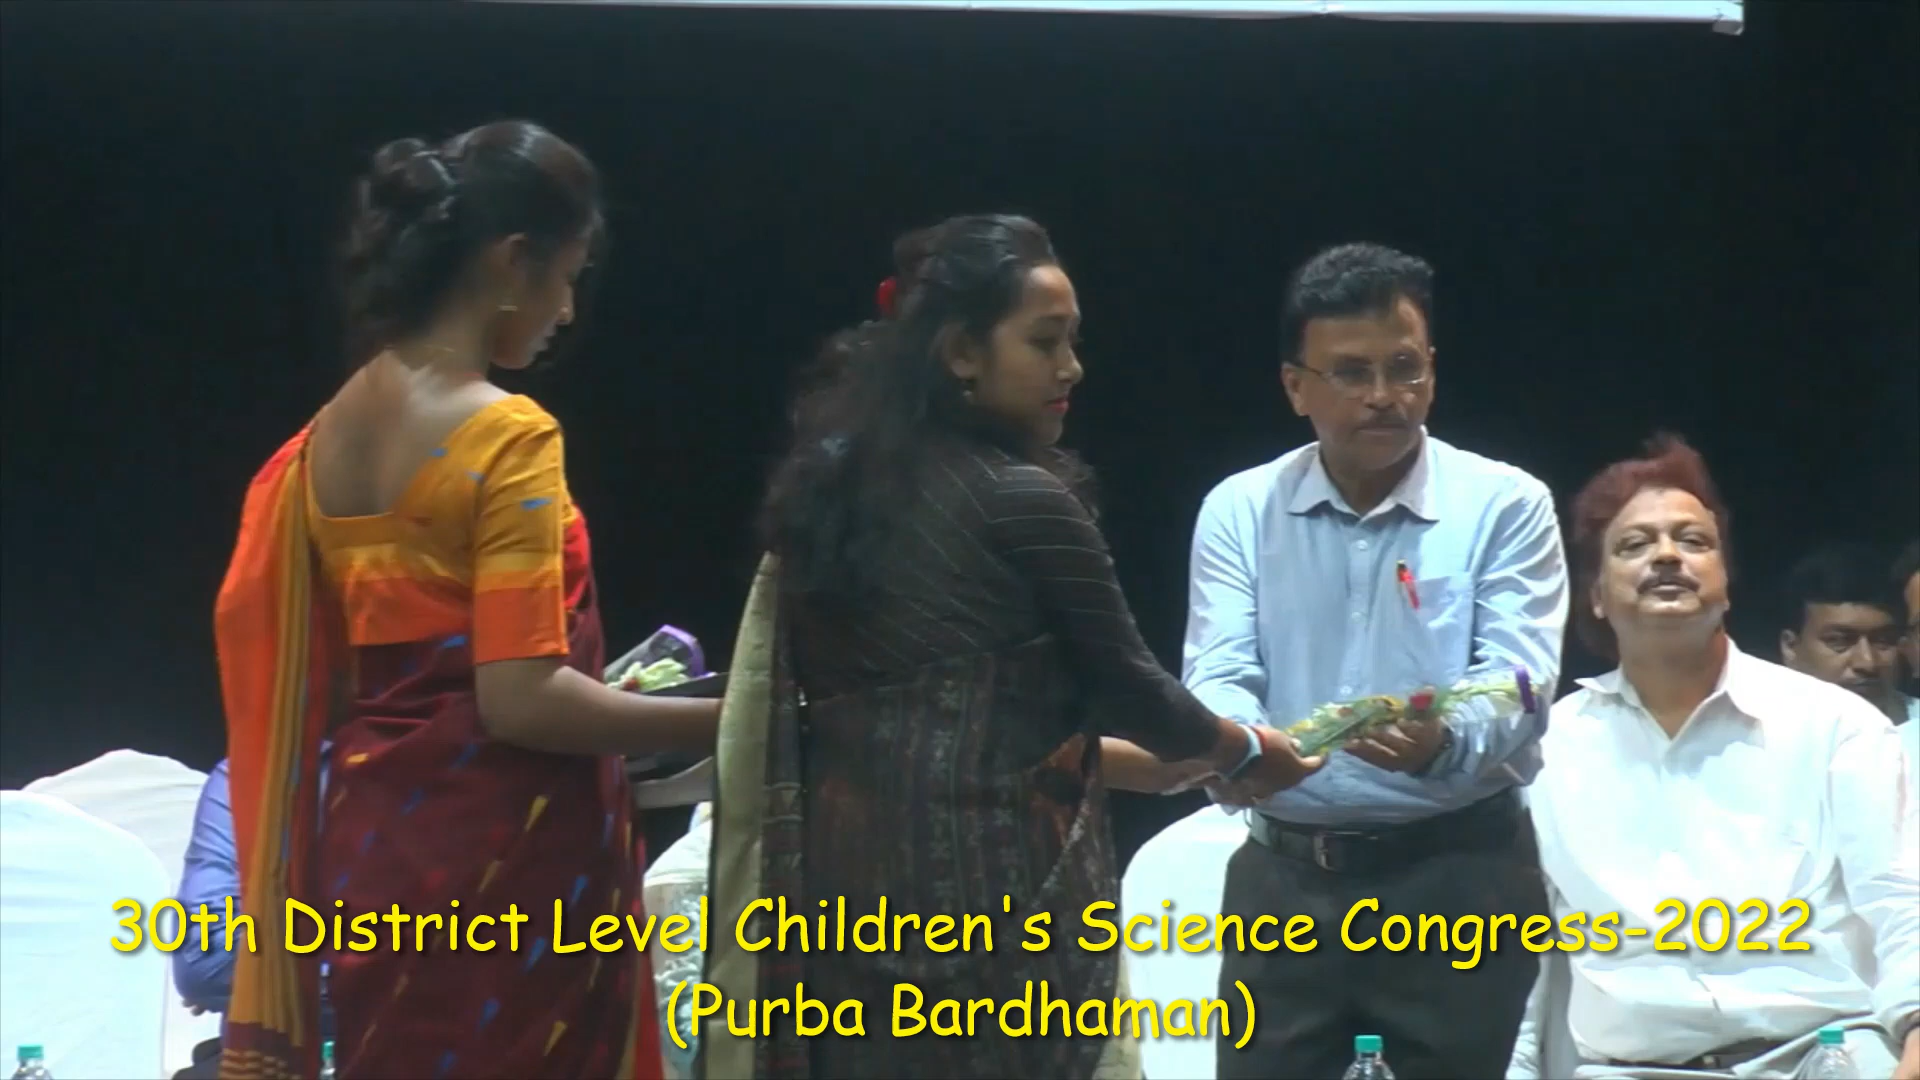 30th District Level Children's Science Congress-2022
(Purba Bardhaman)